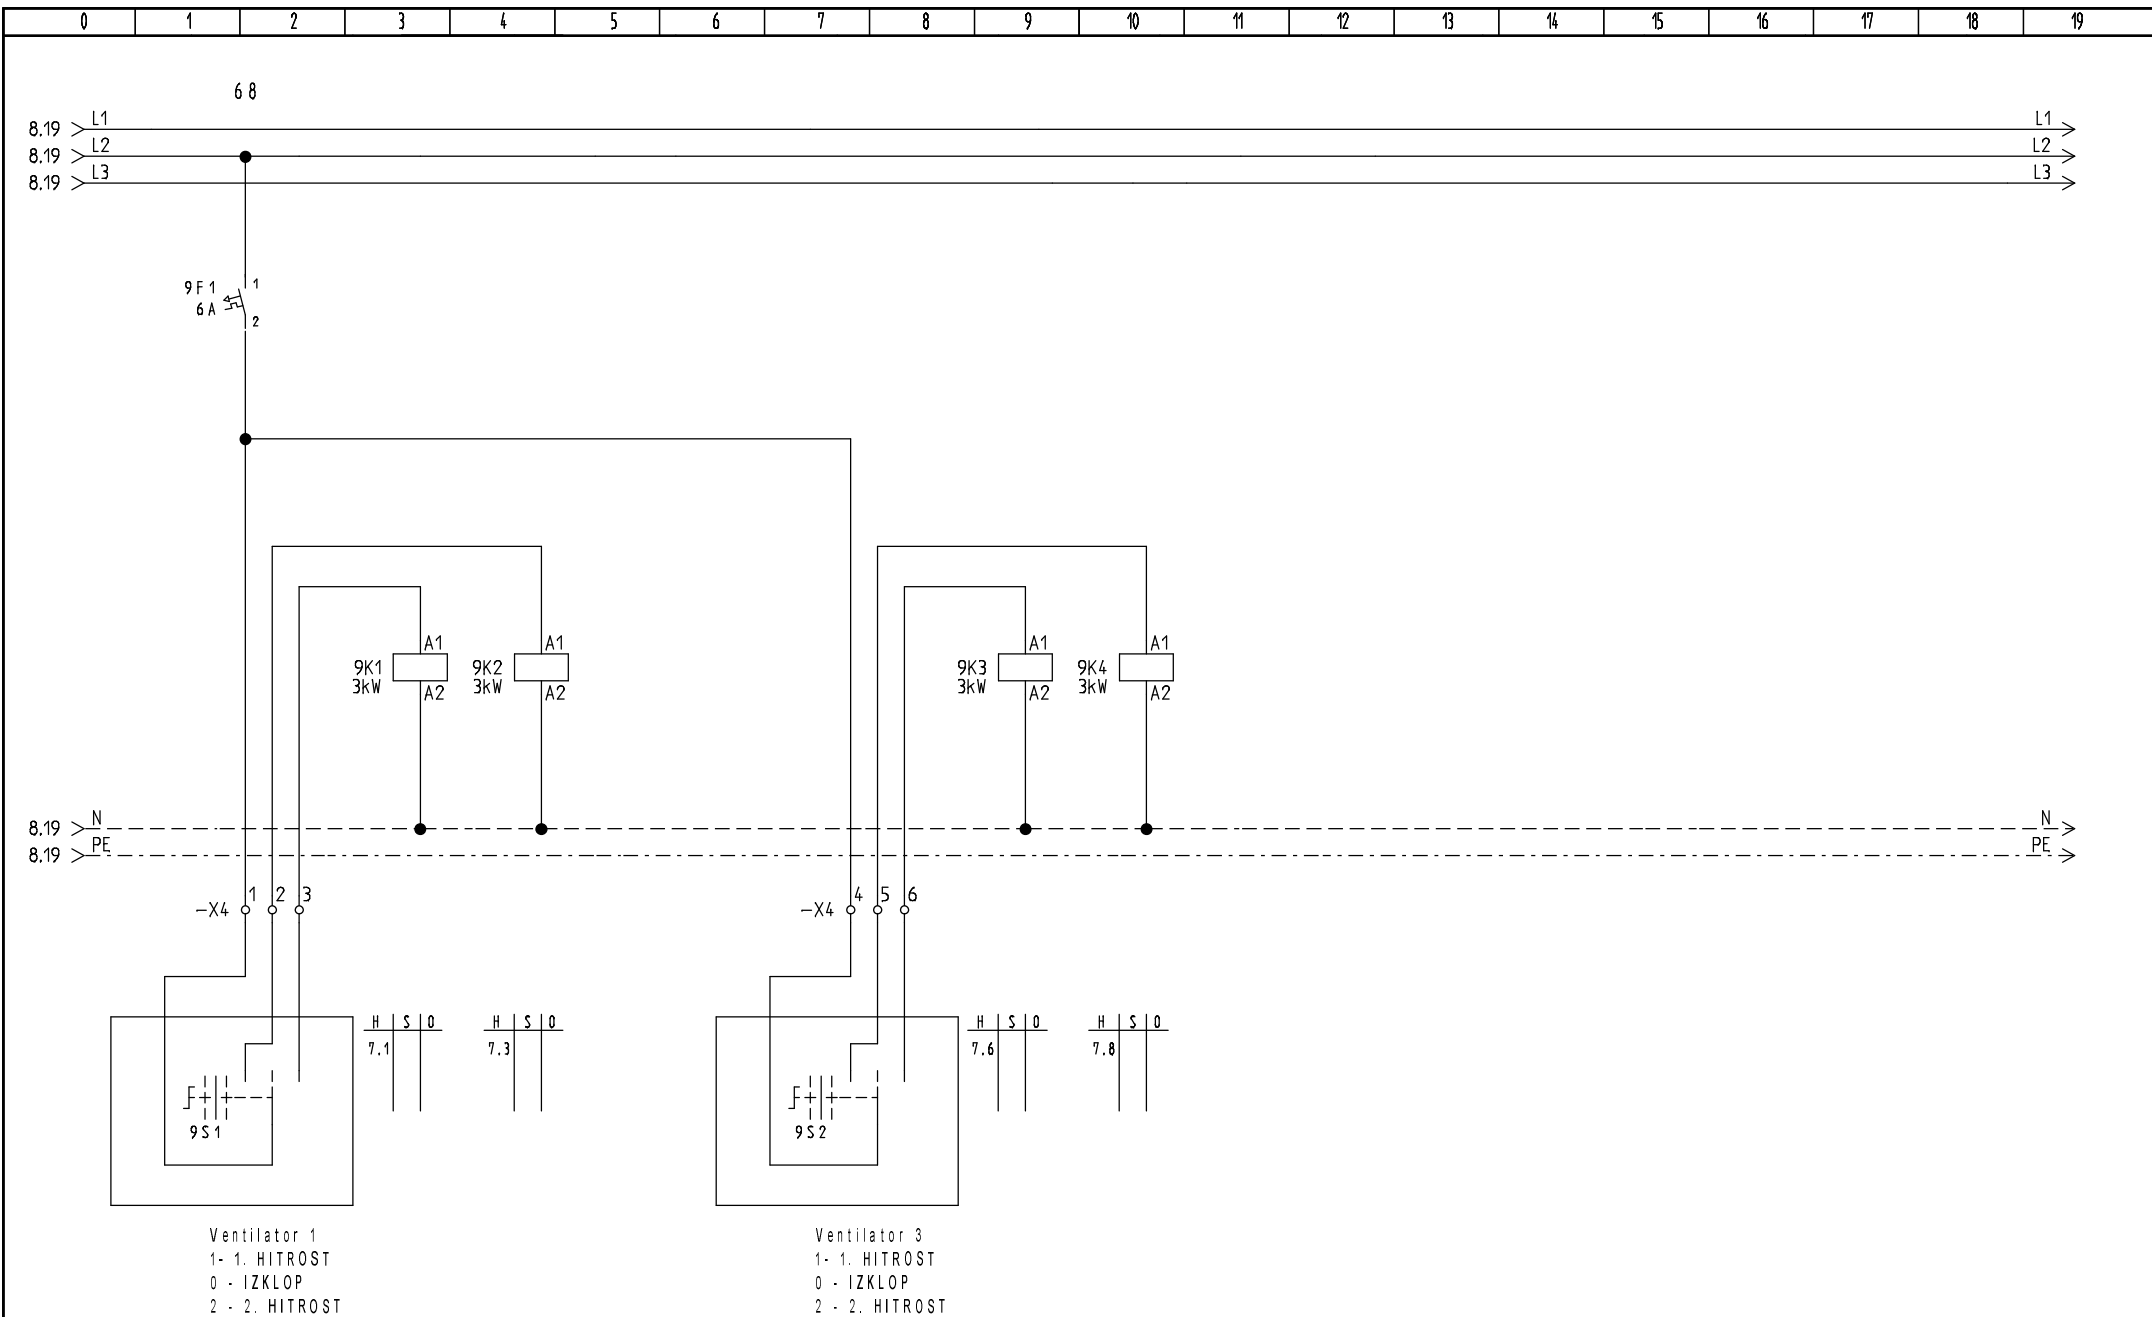 0 1 2 3 4 5 6 7 8 9 10 11 12 13 14 15 16 17 18 19
6 8
8.19 L1 L1
8.19 L2 L2
8.19 L3 L3
9F1 1
6A
2
A1 A1 A1 A1
9K1 9K2 9K3 9K4
3kW 3kW 3kW 3kW
A2 A2 A2 A2
8.19 N N
8.19 PE PE
-X4 1 2 3 -X4 4 5 6
H S O H S O H S O H S O
7.1 7.3 7.6 7.8
9S1 9S2
Ventilator 1
1- 1. HITROST
0 - IZKLOP
2 - 2. HITROST
Ventilator 3
1- 1. HITROST
0 - IZKLOP
2 - 2. HITROST